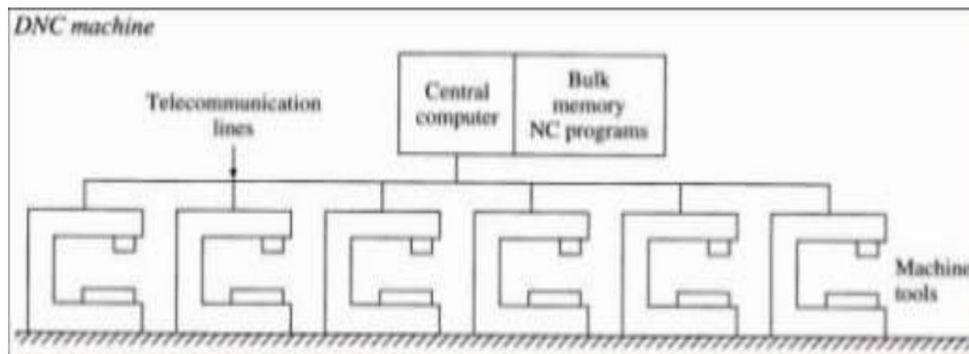 DNC machine
Telecommunication
lines
Central
computer
Bulk
memory
NC programs
Machine
tools